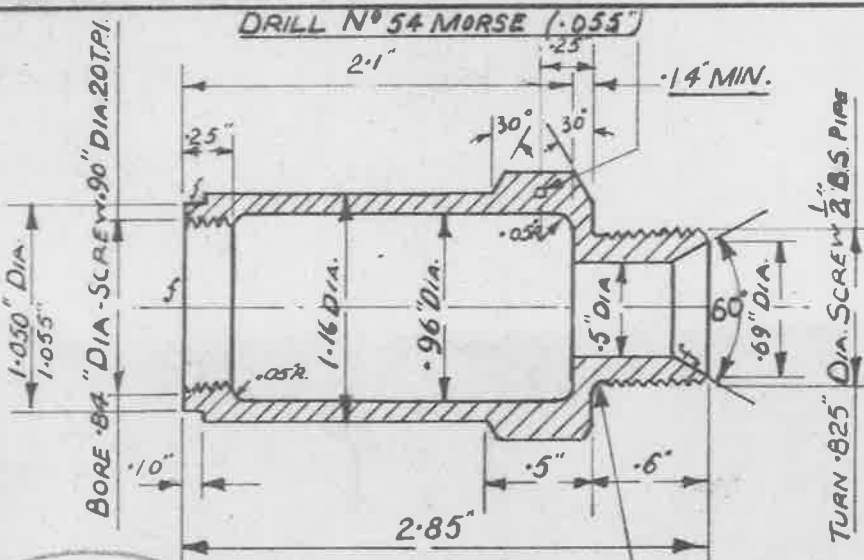 DRILL Nº 54 MORSE (.055")
.25"
2.1"
.14" MIN.
30°
30°
.25"
f
.05"R.
f
1.050" DIA
1.055"
BORE .84" DIA-SCREW .90" DIA. 20 T.P.I.
1.16 DIA.
.96" DIA.
.5" DIA
60°
.69" DIA.
f
TURN .825" DIA. SCREW 1/2" B.S. PIPE
.05"R.
.10"
.5"
.6"
2.85"